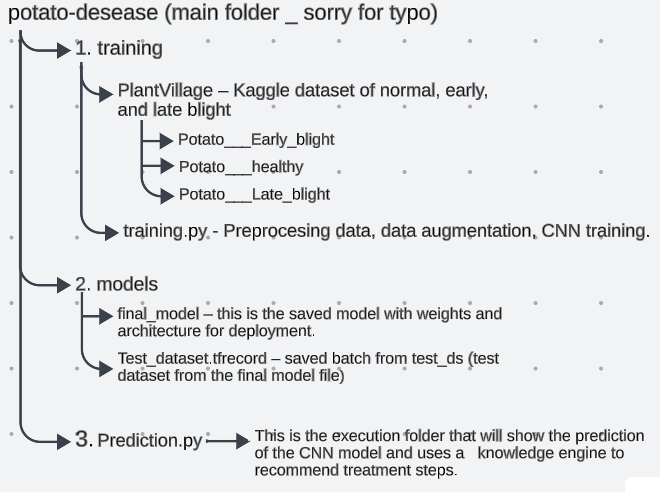 potato-desease (main folder _ sorry for typo)
1. training
PlantVillage – Kaggle dataset of normal, early,
and late blight
Potato___Early_blight
Potato___healthy
Potato___Late_blight
training.py - Preprocesing data, data augmentation, CNN training.
2. models
final_model – this is the saved model with weights and
architecture for deployment.
Test_dataset.tfrecord – saved batch from test_ds (test
dataset from the final model file)
3. Prediction.py
This is the execution folder that will show the prediction
of the CNN model and uses a knowledge engine to
recommend treatment steps.